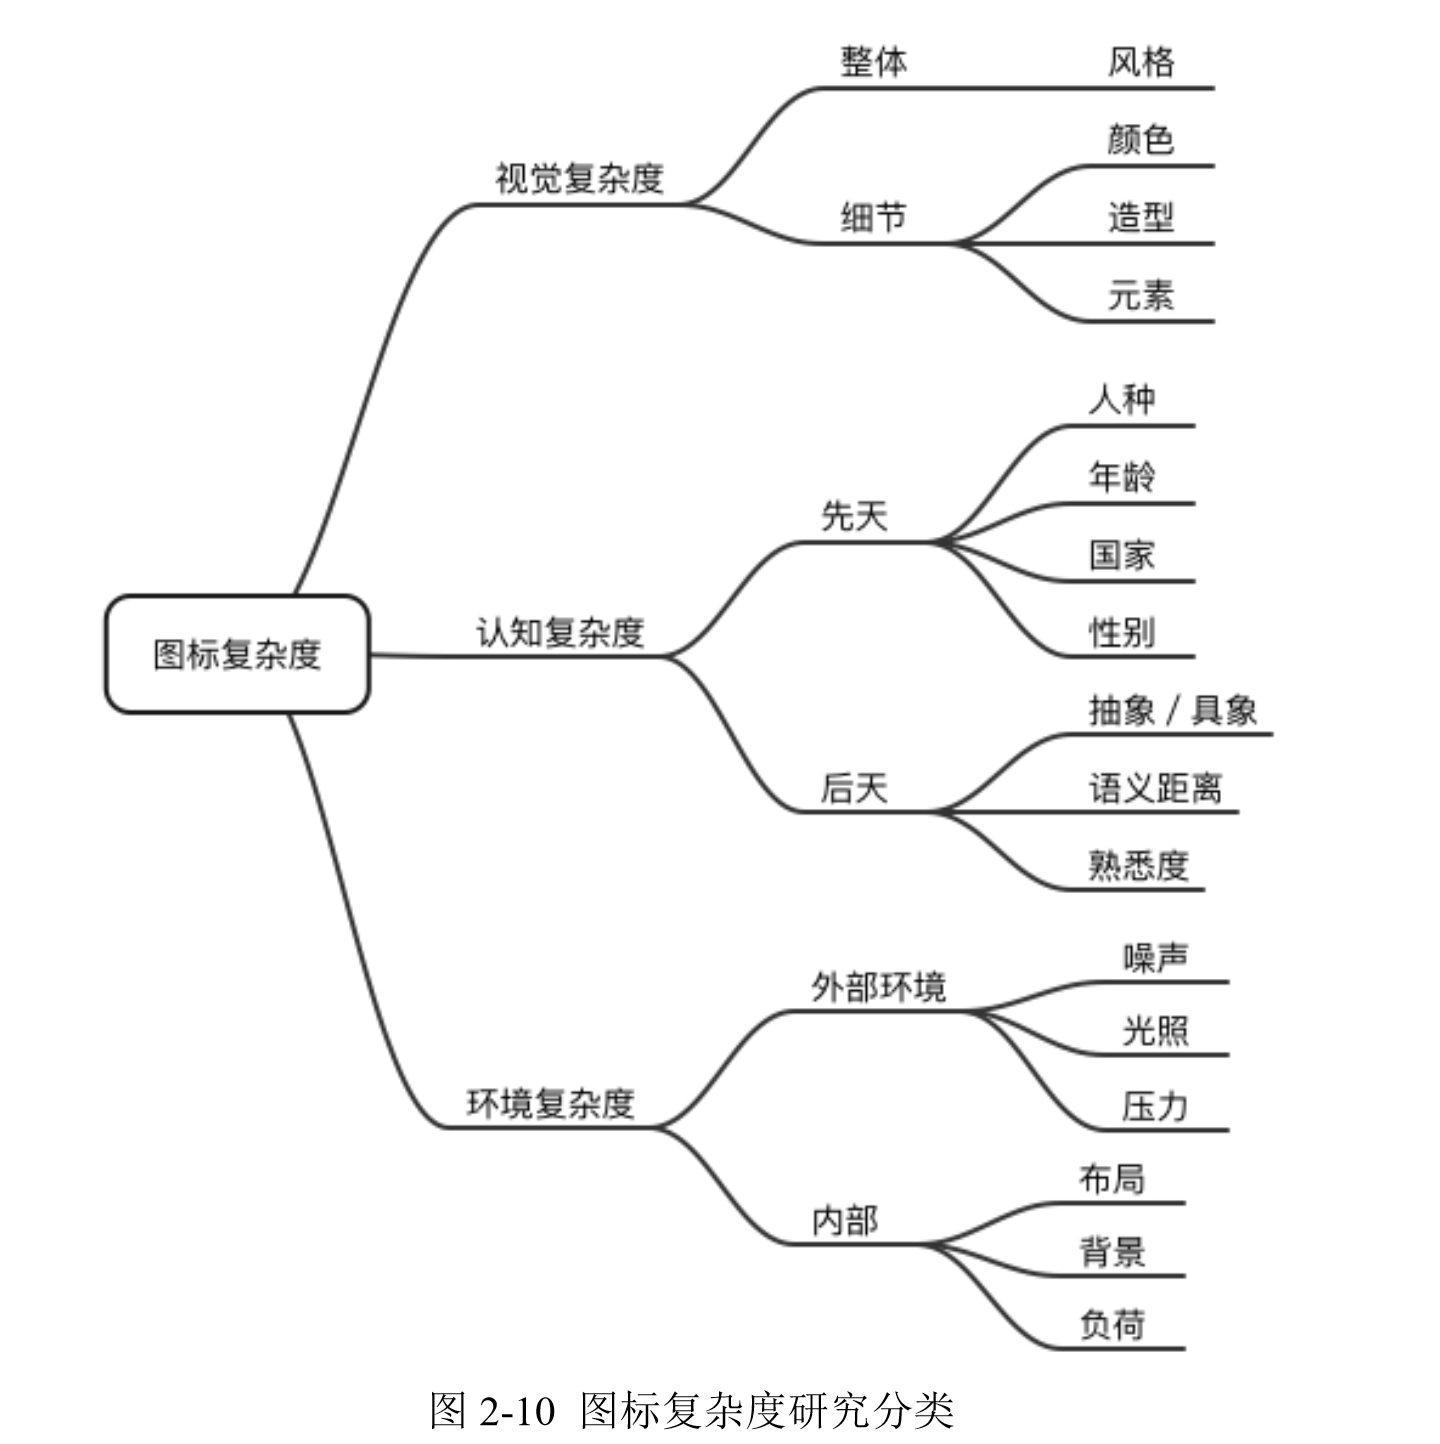 整体
风格
颜色
视觉复杂度
细节
造型
元素
人种
年龄
先天
国家
性别
认知复杂度
图标复杂度
抽象 / 具象
后天
语义距离
熟悉度
噪声
外部环境
光照
压力
环境复杂度
布局
内部
背景
负荷
图 2-10 图标复杂度研究分类